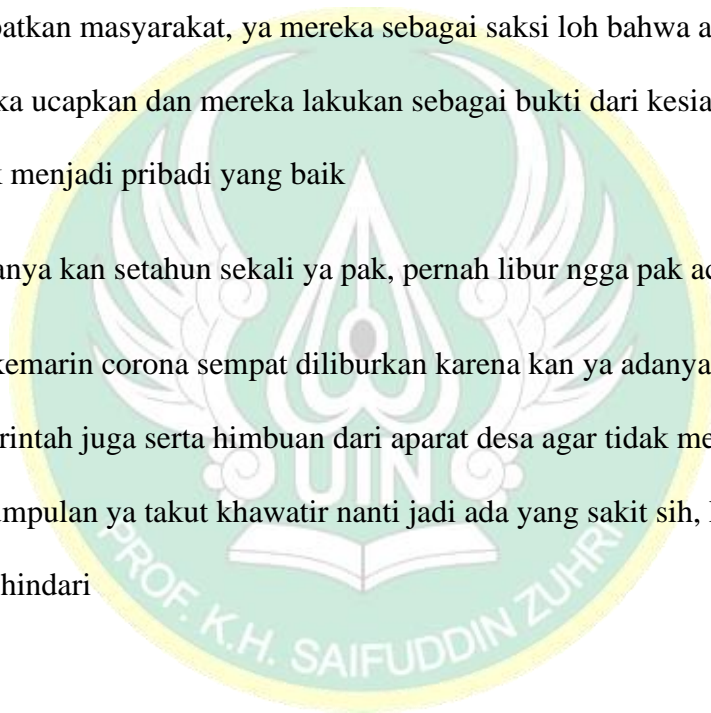 patkan masyarakat, ya mereka sebagai saksi loh bahwa a
ka ucapkan dan mereka lakukan sebagai bukti dari kesia
menjadi pribadi yang baik
anya kan setahun sekali ya pak, pernah libur ngga pak ac
kemarin corona sempat diliburkan karena kan ya adanya
rintah juga serta himbuan dari aparat desa agar tidak me
umpulan ya takut khawatir nanti jadi ada yang sakit sih,
hindari
UIN
PROF. K.H. SAIFUDDIN ZUHRI